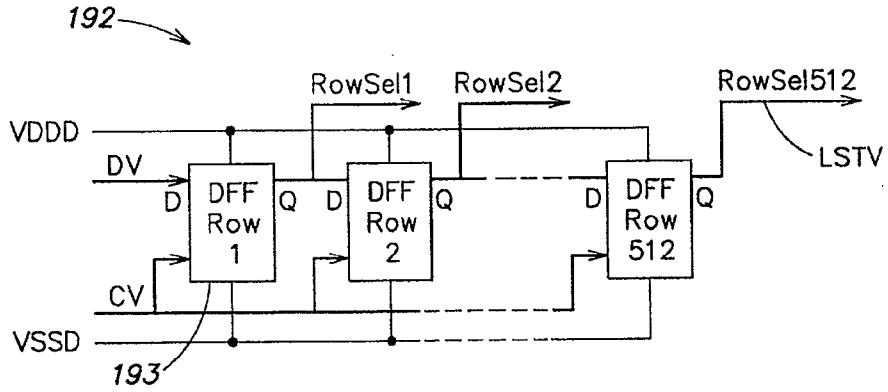 192
RowSel1
RowSel2
RowSel512
VDDD
DV
LSTV
D
DFF
Row
1
Q
D
DFF
Row
2
Q
D
DFF
Row
512
Q
CV
VSSD
193